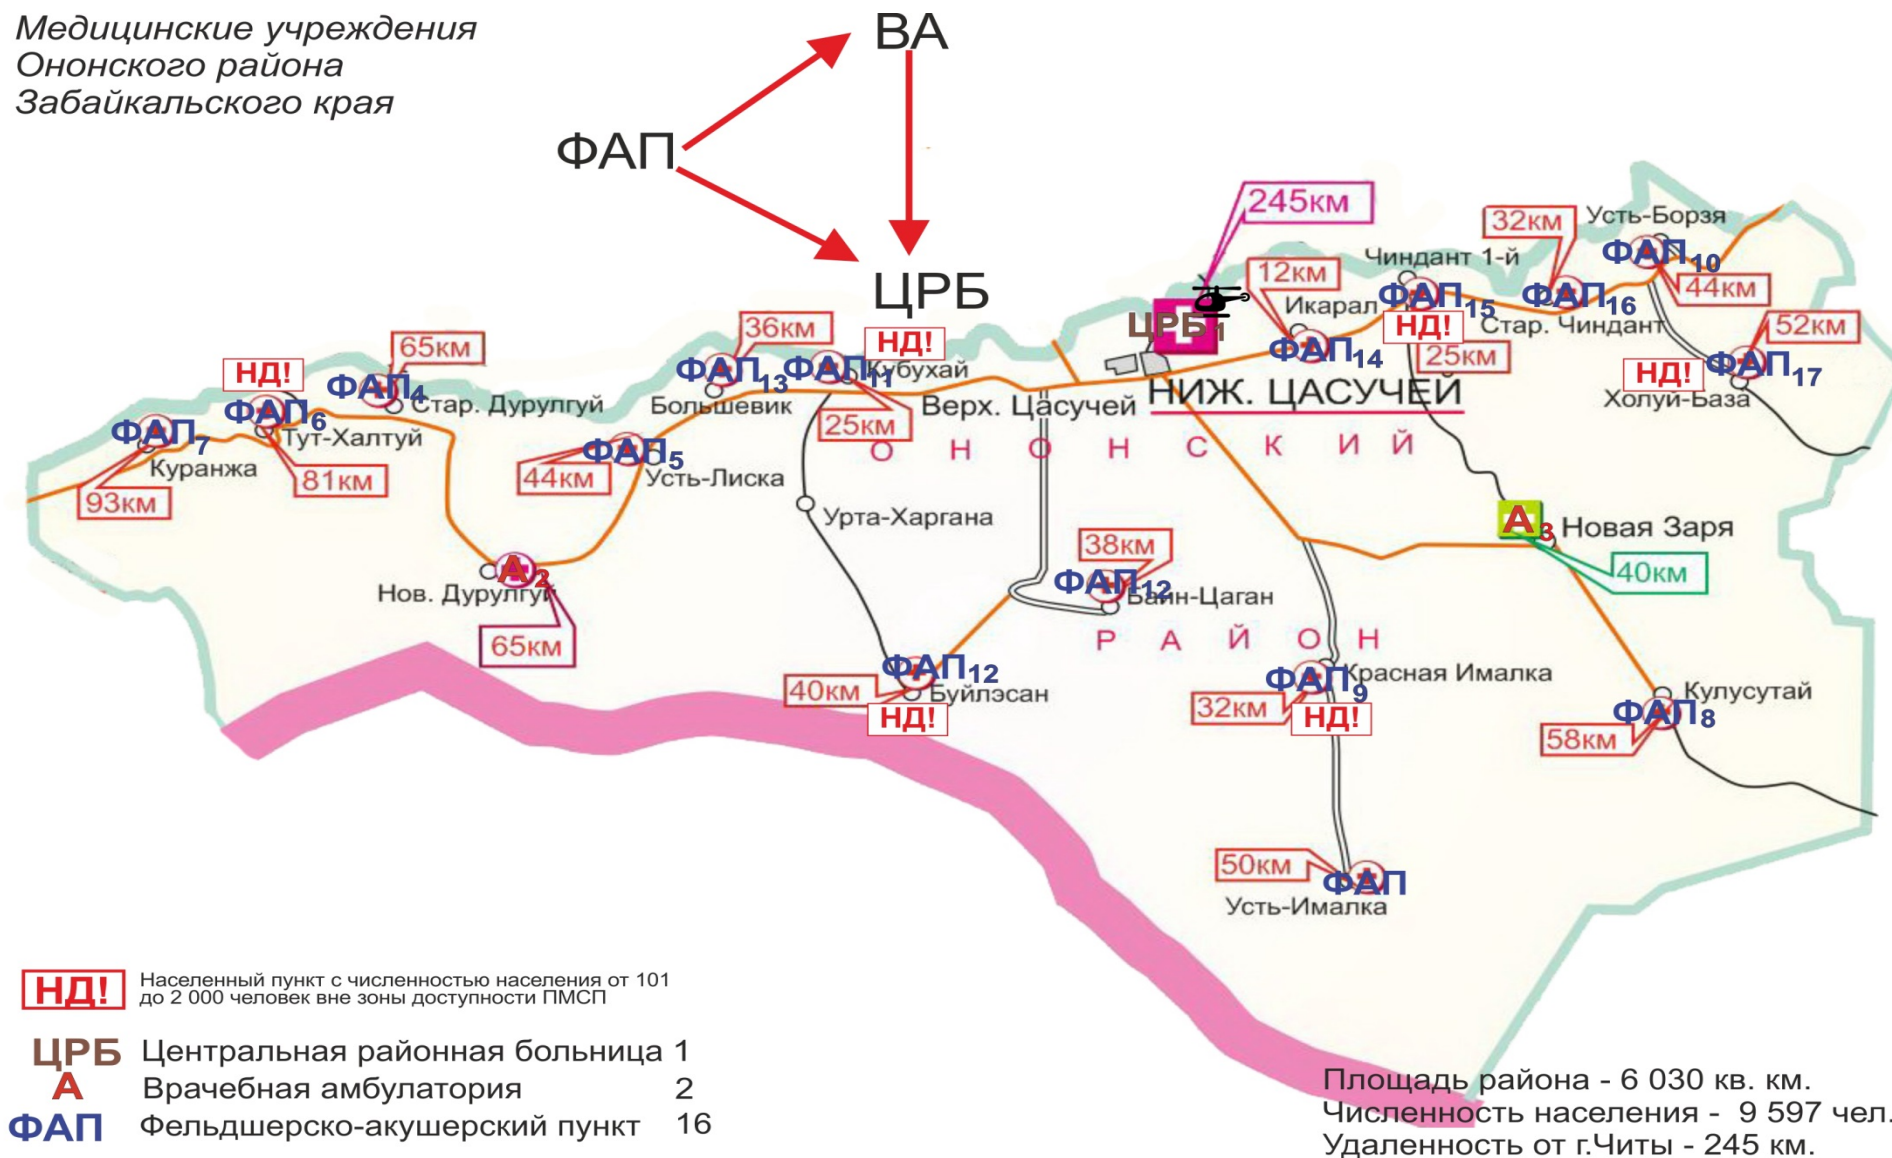 Медицинские учреждения
Ононского района
Забайкальского края
ВА
ФАП
ЦРБ
245км
32км
Усть-Борзя
ФАП10
44км
12км
Чиндант 1-й
Икарал
ФАП15
НД!
ФАП16
Стар. Чиндант
25км
52км
ФАП17
НД!
Холуй-База
ЦРБ1
ФАП14
НИЖ. ЦАСУЧЕЙ
36км
НД!
ФАП13
ФАП11
Кубухай
Большевик
Верх. Цасучей
25км
65км
НД!
ФАП4
Стар. Дурулгуй
ФАП6
Тут-Халтуй
ФАП7
Куранжа
81км
93км
44км
ФАП5
Усть-Лиска
ОНОНСКИЙ
Урта-Харгана
А3
Новая Заря
40км
38км
ФАП12
Баин-Цаган
А2
Нов. Дурулгуй
65км
РАЙОН
ФАП12
40км
Буйлэсан
НД!
ФАП9
Красная Ималка
32км
НД!
Кулусутай
ФАП8
58км
50км
ФАП
Усть-Ималка
НД! Населенный пункт с численностью населения от 101
до 2 000 человек вне зоны доступности ПМСП
ЦРБ Центральная районная больница 1
А Врачебная амбулатория 2
ФАП Фельдшерско-акушерский пункт 16
Площадь района - 6 030 кв. км.
Численность населения - 9 597 чел.
Удаленность от г.Читы - 245 км.